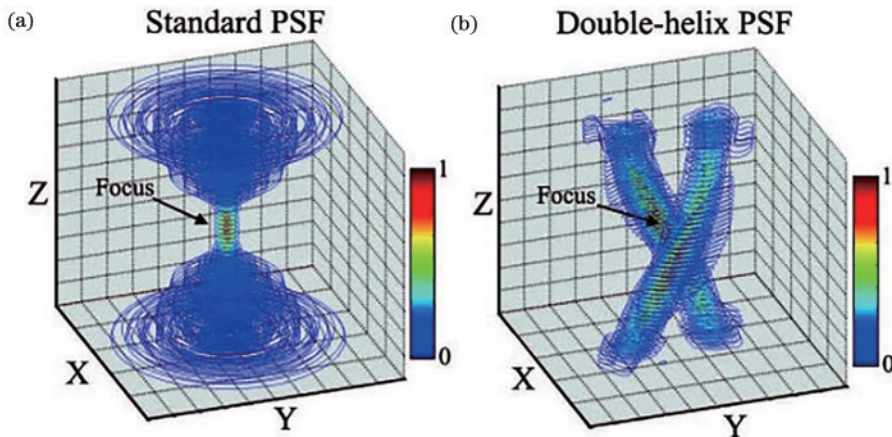 (a)
Standard PSF
Focus
Z
X
Y
1
0
(b)
Double-helix PSF
Focus
Z
X
Y
1
0